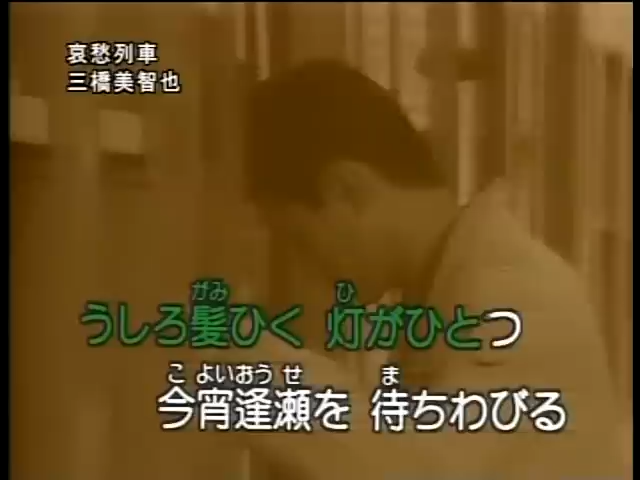 哀愁列車
三橋美智也
がみ ひ
うしろ髪ひく 灯がひとつ
こよいおうせ ま
今宵逢瀬を 待ちわびる